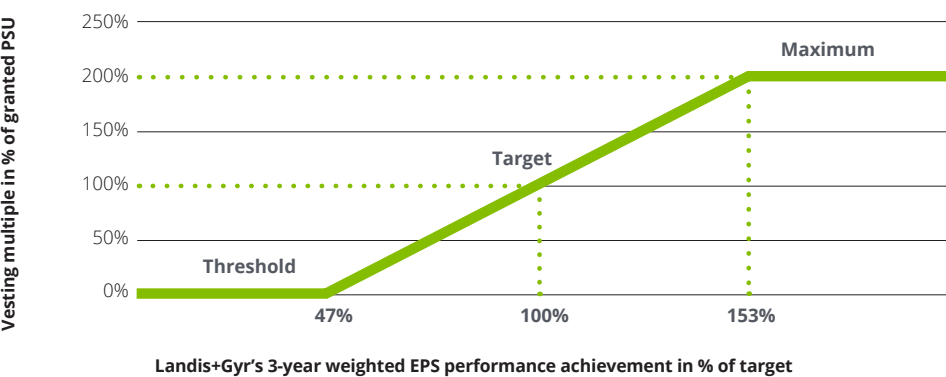 Vesting multiple in % of granted PSU
250%
Maximum
200%
150%
Target
100%
50%
Threshold
0%
47%
100%
153%
Landis+Gyr's 3-year weighted EPS performance achievement in % of target